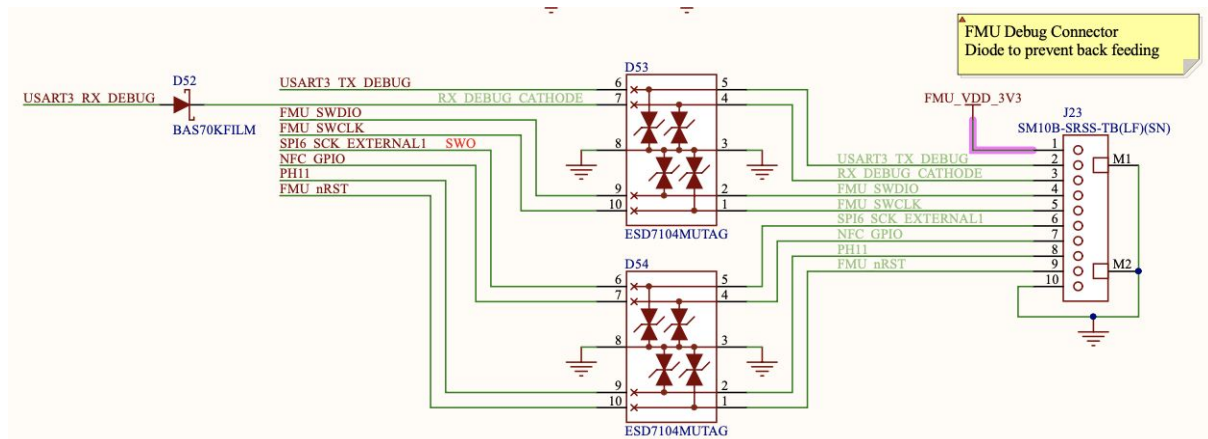 FMU Debug Connector
Diode to prevent back feeding
D52
USART3_RX_DEBUG
BAS70KFILM
USART3_TX_DEBUG
RX_DEBUG_CATHODE
FMU_SWDIO
FMU_SWCLK
SPI6_SCK_EXTERNAL1 SWO
NFC_GPIO
PH11
FMU_nRST
D53
6 5
7 4
8 3
9 2
10 1
ESD7104MUTAG
D54
6 5
7 4
8 3
9 2
10 1
ESD7104MUTAG
FMU_VDD_3V3
J23
SM10B-SRSS-TB(LF)(SN)
1
USART3_TX_DEBUG 2 M1
RX_DEBUG_CATHODE 3
FMU_SWDIO 4
FMU_SWCLK 5
SPI6_SCK_EXTERNAL1 6
NFC_GPIO 7
PH11 8
FMU_nRST 9 M2
10